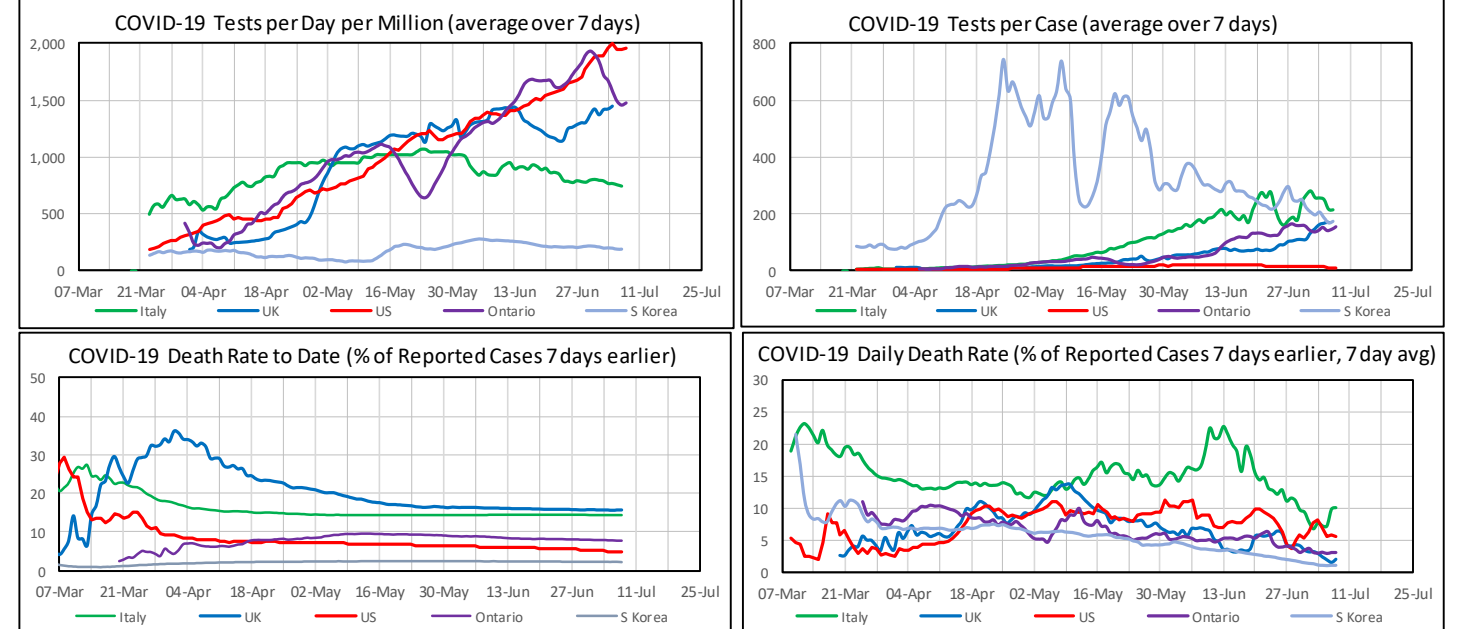 COVID-19 Tests per Day per Million (average over 7 days)
2,000
1,500
1,000
500
0
07-Mar 21-Mar 04-Apr 18-Apr 02-May 16-May 30-May 13-Jun 27-Jun 11-Jul 25-Jul
Italy UK US Ontario S Korea
COVID-19 Tests per Case (average over 7 days)
800
600
400
200
0
07-Mar 21-Mar 04-Apr 18-Apr 02-May 16-May 30-May 13-Jun 27-Jun 11-Jul 25-Jul
Italy UK US Ontario S Korea
COVID-19 Death Rate to Date (% of Reported Cases 7 days earlier)
50
40
30
20
10
0
07-Mar 21-Mar 04-Apr 18-Apr 02-May 16-May 30-May 13-Jun 27-Jun 11-Jul 25-Jul
Italy UK US Ontario S Korea
COVID-19 Daily Death Rate (% of Reported Cases 7 days earlier, 7 day avg)
30
25
20
15
10
5
0
07-Mar 21-Mar 04-Apr 18-Apr 02-May 16-May 30-May 13-Jun 27-Jun 11-Jul 25-Jul
Italy UK US Ontario S Korea